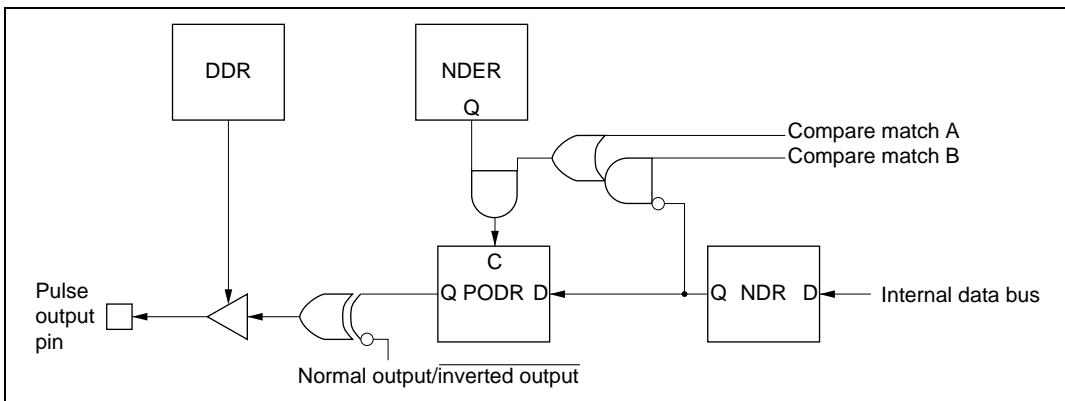 DDR
NDER
Q
Compare match A
Compare match B
C
Q PODR D
Q NDR D
Internal data bus
Pulse
output
pin
Normal output/inverted output